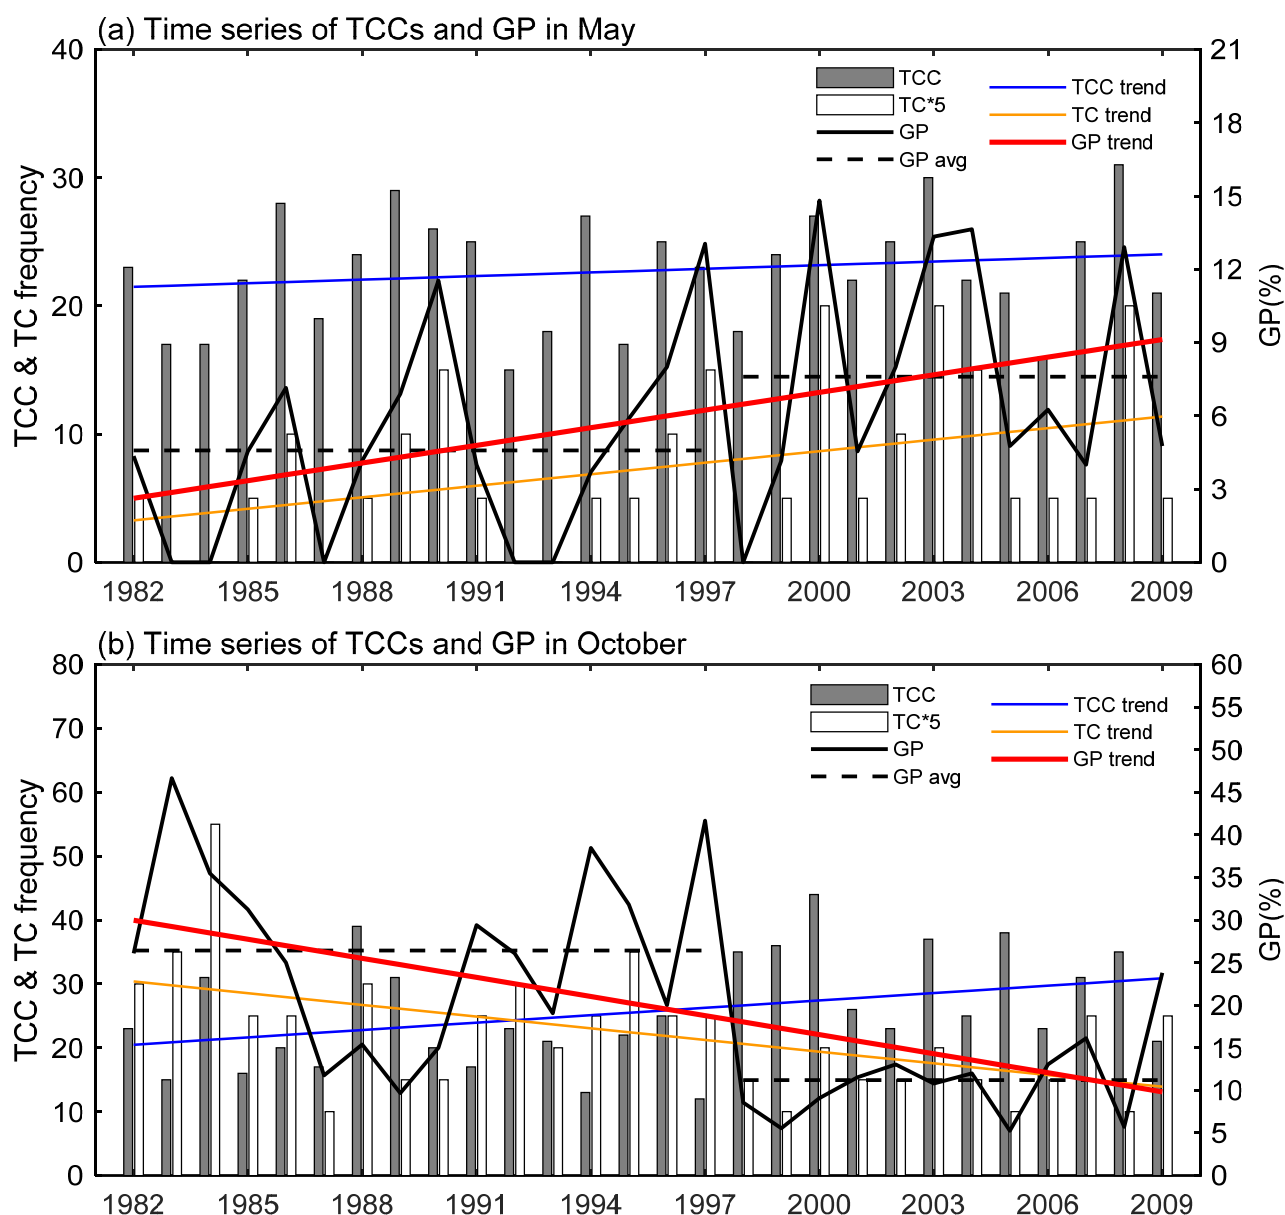 (a) Time series of TCCs and GP in May
40
30
20
10
0
TCC & TC frequency
21
18
15
12
9
6
3
0
GP(%)
TCC
TC*5
GP
GP avg
TCC trend
TC trend
GP trend
1982 1985 1988 1991 1994 1997 2000 2003 2006 2009
(b) Time series of TCCs and GP in October
80
70
60
50
40
30
20
10
0
TCC & TC frequency
60
55
50
45
40
35
30
25
20
15
10
5
0
GP(%)
TCC
TC*5
GP
GP avg
TCC trend
TC trend
GP trend
1982 1985 1988 1991 1994 1997 2000 2003 2006 2009